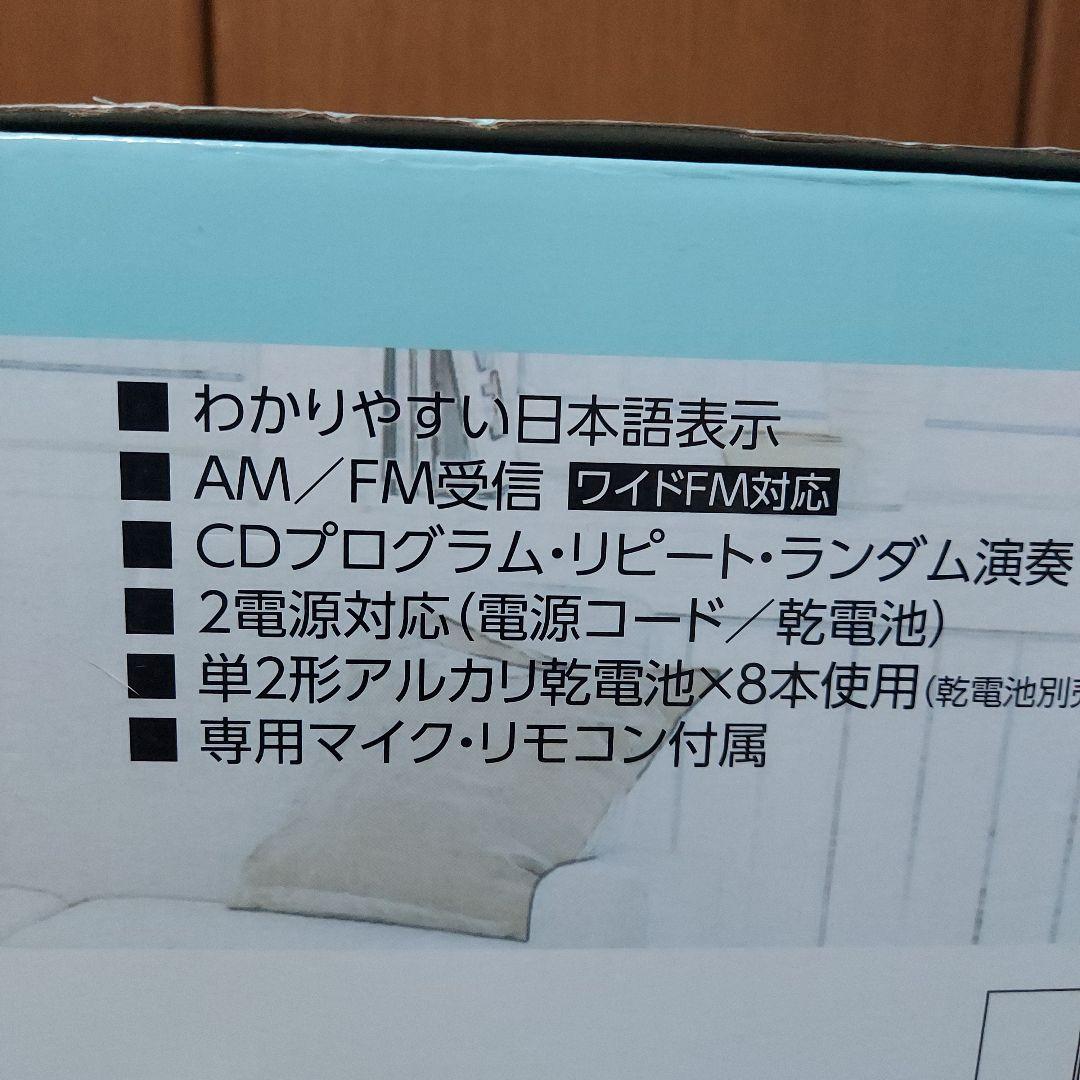 ■ わかりやすい日本語表示
■ AM／FM受信 ワイドFM対応
■ CDプログラム・リピート・ランダム演奏
■ 2電源対応（電源コード／乾電池）
■ 単2形アルカリ乾電池×8本使用（乾電池別売
■ 専用マイク・リモコン付属